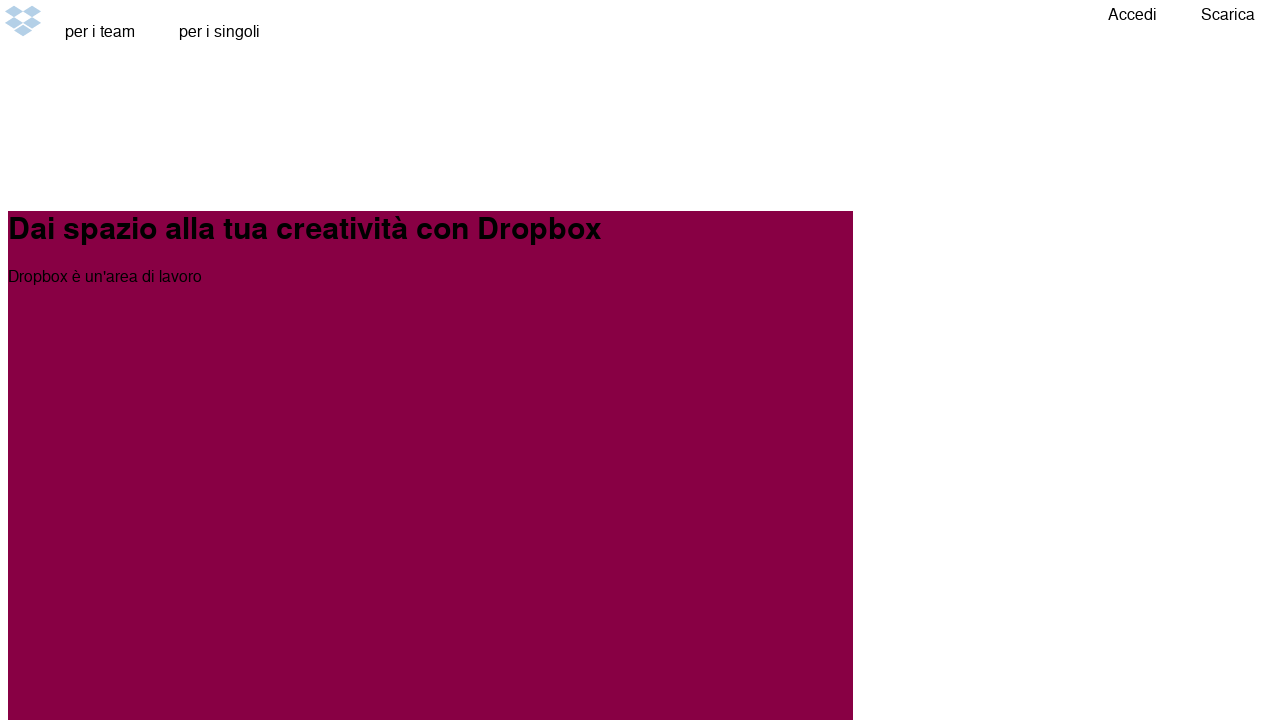 per i team
per i singoli
Accedi
Scarica
Dai spazio alla tua creatività con Dropbox
Dropbox è un'area di lavoro